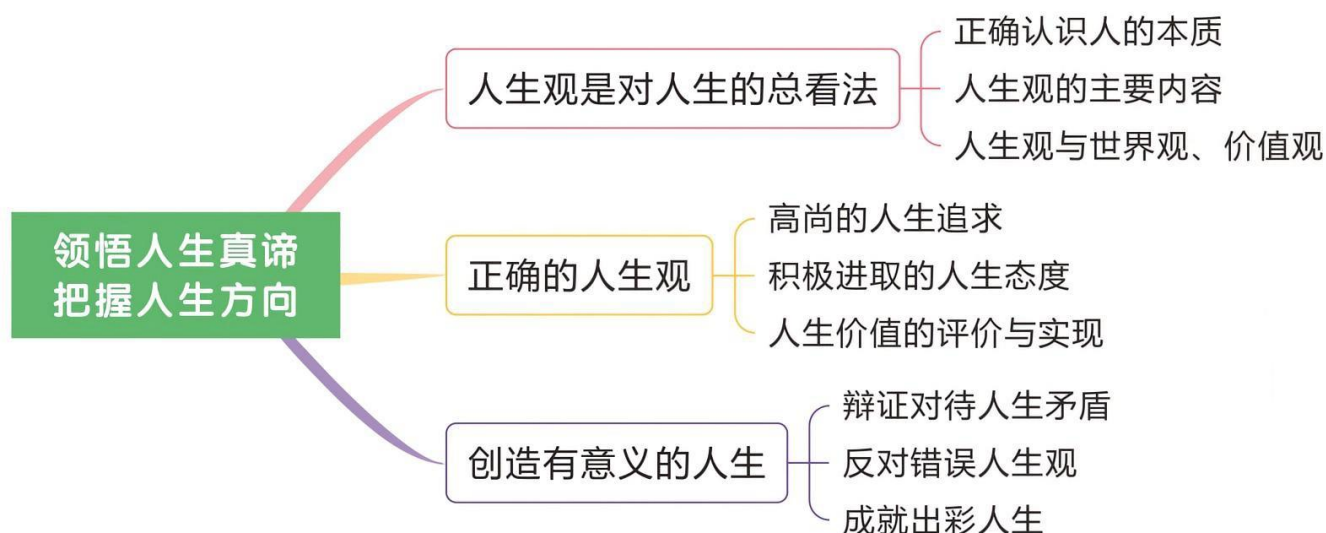 领悟人生真谛
把握人生方向
人生观是对人生的总看法
正确认识人的本质
人生观的主要内容
人生观与世界观、价值观
正确的人生观
高尚的人生追求
积极进取的人生态度
人生价值的评价与实现
创造有意义的人生
辩证对待人生矛盾
反对错误人生观
成就出彩人生